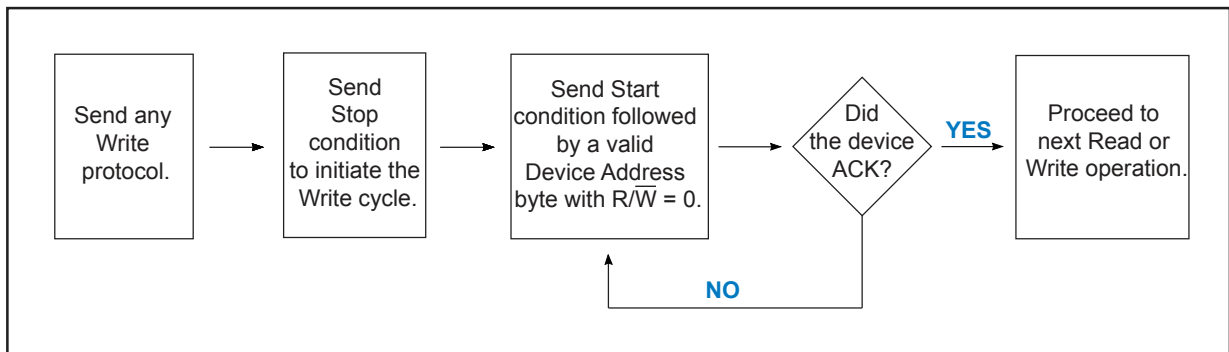 Send any
Write
protocol.
Send
Stop
condition
to initiate the
Write cycle.
Send Start
condition followed
by a valid
Device Address
byte with R/W̅ = 0.
Did
the device
ACK?
YES
NO
Proceed to
next Read or
Write operation.